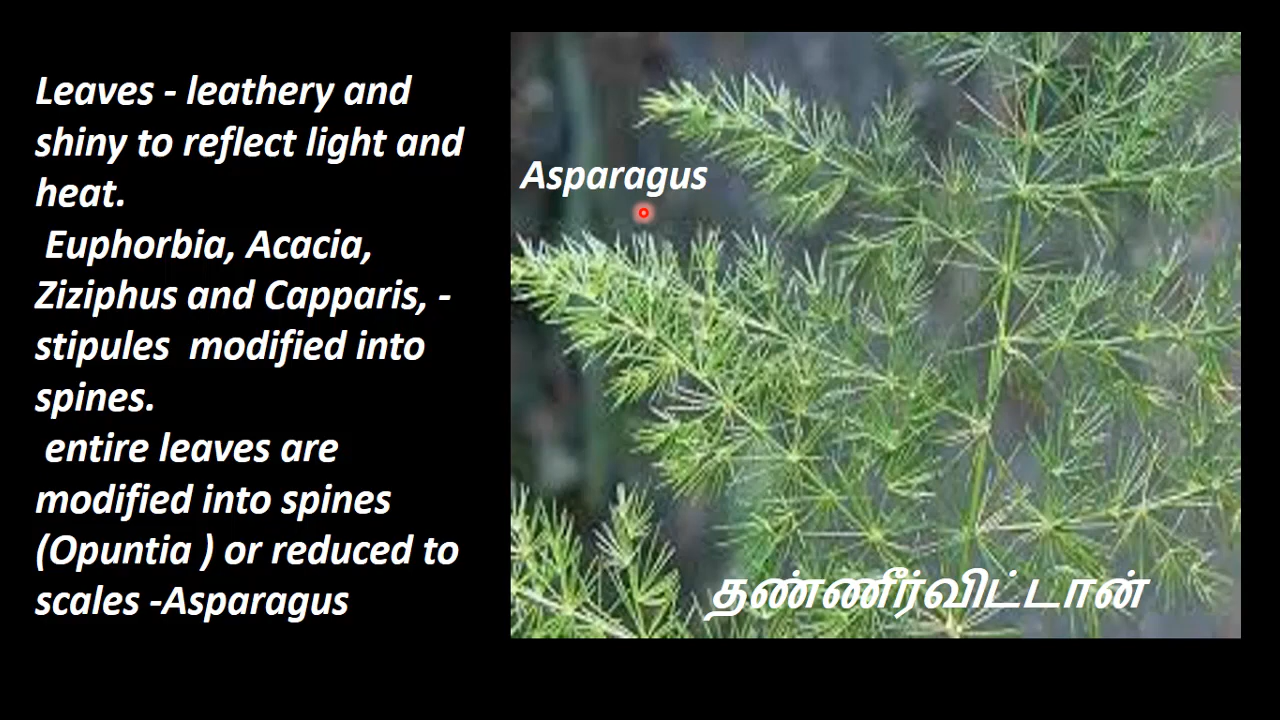 Leaves - leathery and
shiny to reflect light and
heat.
Euphorbia, Acacia,
Ziziphus and Capparis, -
stipules modified into
spines.
entire leaves are
modified into spines
(Opuntia ) or reduced to
scales -Asparagus
Asparagus
தண்ணீர்விட்டான்